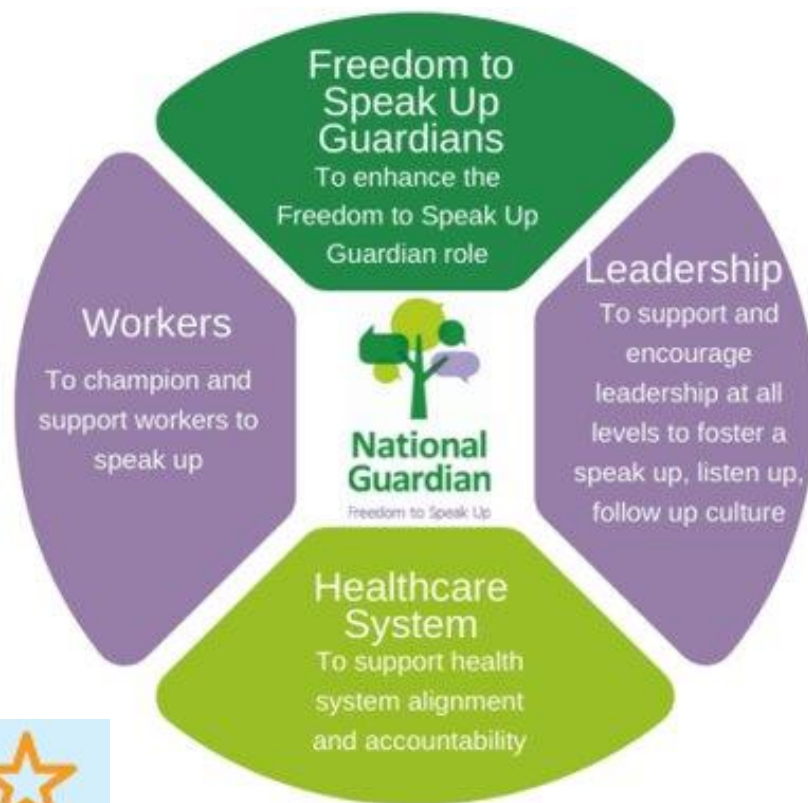 Freedom to
Speak Up
Guardians
To enhance the
Freedom to Speak Up
Guardian role
Workers
To champion and
support workers to
speak up
National
Guardian
Freedom to Speak Up
Leadership
To support and
encourage
leadership at all
levels to foster a
speak up, listen up,
follow up culture
Healthcare
System
To support health
system alignment
and accountability